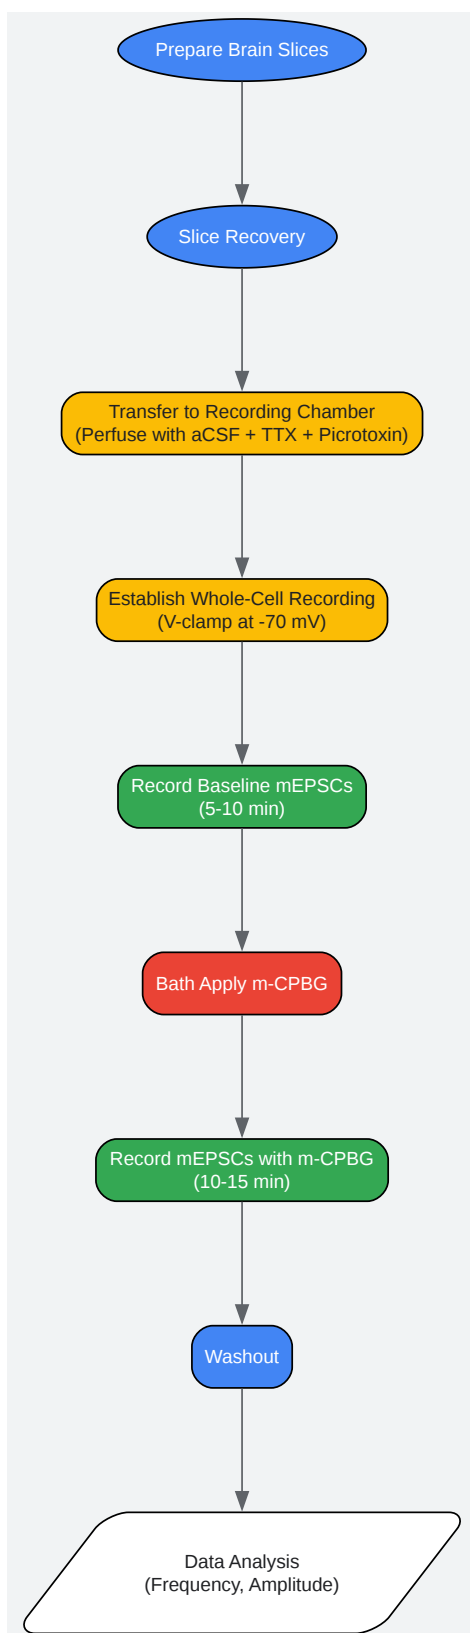 Prepare Brain Slices
Slice Recovery
Transfer to Recording Chamber
(Perfuse with aCSF + TTX + Picrotoxin)
Establish Whole-Cell Recording
(V-clamp at -70 mV)
Record Baseline mEPSCs
(5-10 min)
Bath Apply m-CPBG
Record mEPSCs with m-CPBG
(10-15 min)
Washout
Data Analysis
(Frequency, Amplitude)